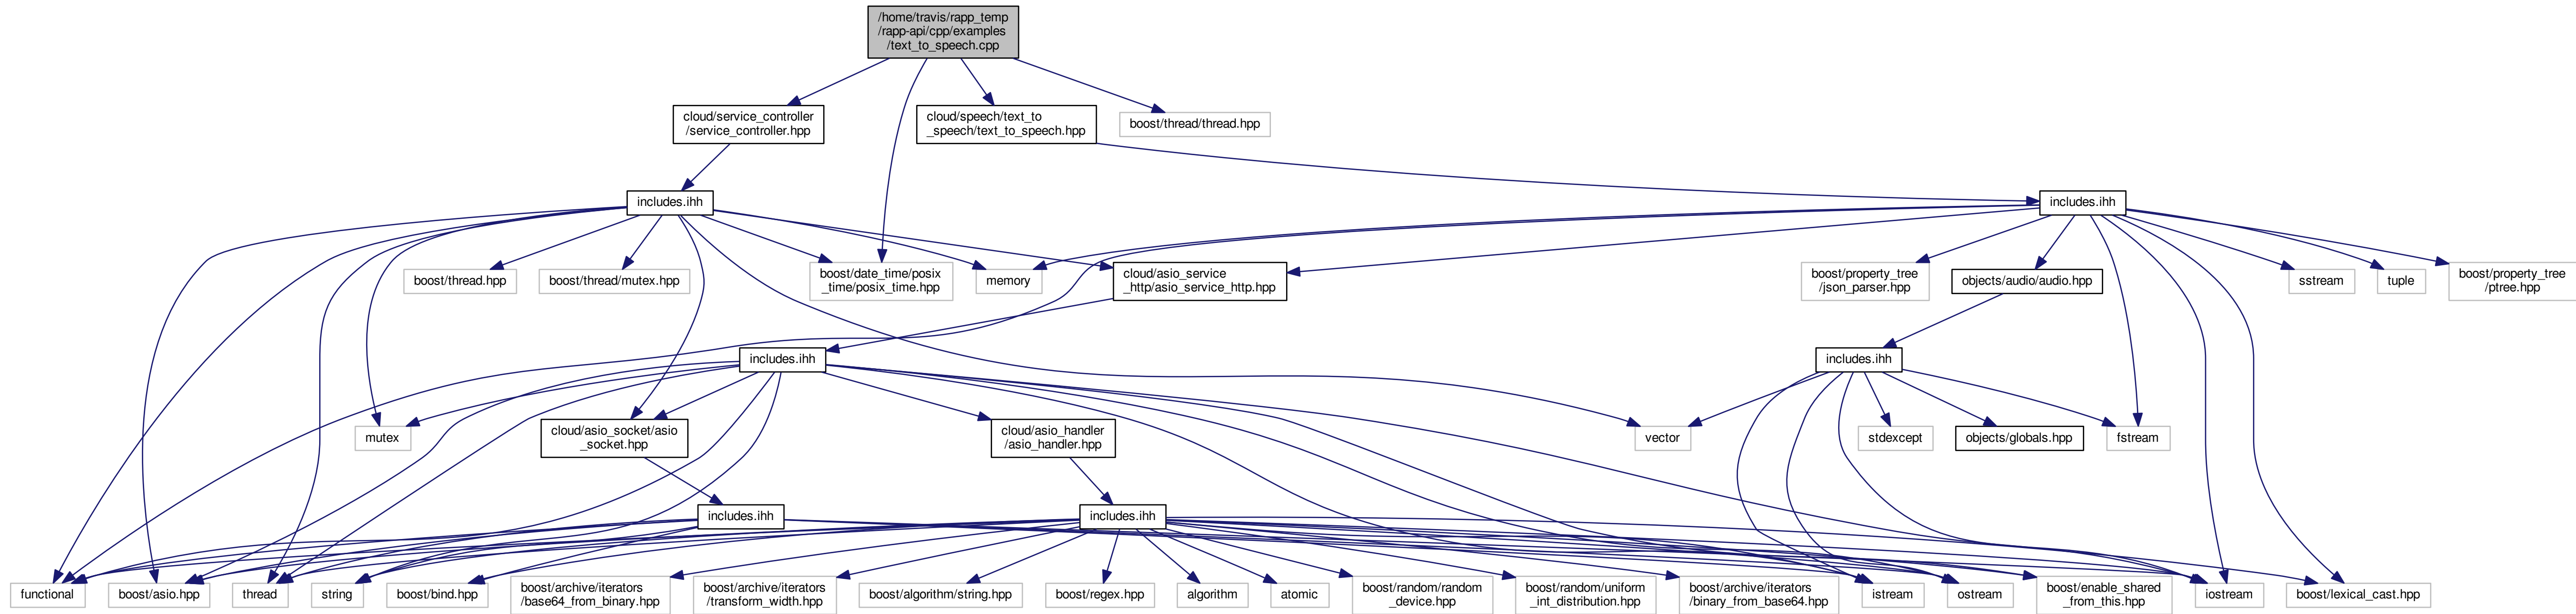 /home/travis/rapp_temp
/rapp-api/cpp/examples
/text_to_speech.cpp
cloud/service_controller
/service_controller.hpp
cloud/speech/text_to
_speech/text_to_speech.hpp
boost/thread/thread.hpp
includes.ihh
includes.ihh
boost/thread.hpp
boost/thread/mutex.hpp
boost/date_time/posix
_time/posix_time.hpp
memory
cloud/asio_service
_http/asio_service_http.hpp
boost/property_tree
/json_parser.hpp
objects/audio/audio.hpp
sstream
tuple
boost/property_tree
/ptree.hpp
includes.ihh
includes.ihh
mutex
cloud/asio_socket/asio
_socket.hpp
cloud/asio_handler
/asio_handler.hpp
vector
stdexcept
objects/globals.hpp
fstream
includes.ihh
includes.ihh
functional
boost/asio.hpp
thread
string
boost/bind.hpp
boost/archive/iterators
/base64_from_binary.hpp
boost/archive/iterators
/transform_width.hpp
boost/algorithm/string.hpp
boost/regex.hpp
algorithm
atomic
boost/random/random
_device.hpp
boost/random/uniform
_int_distribution.hpp
boost/archive/iterators
/binary_from_base64.hpp
istream
ostream
boost/enable_shared
_from_this.hpp
iostream
boost/lexical_cast.hpp